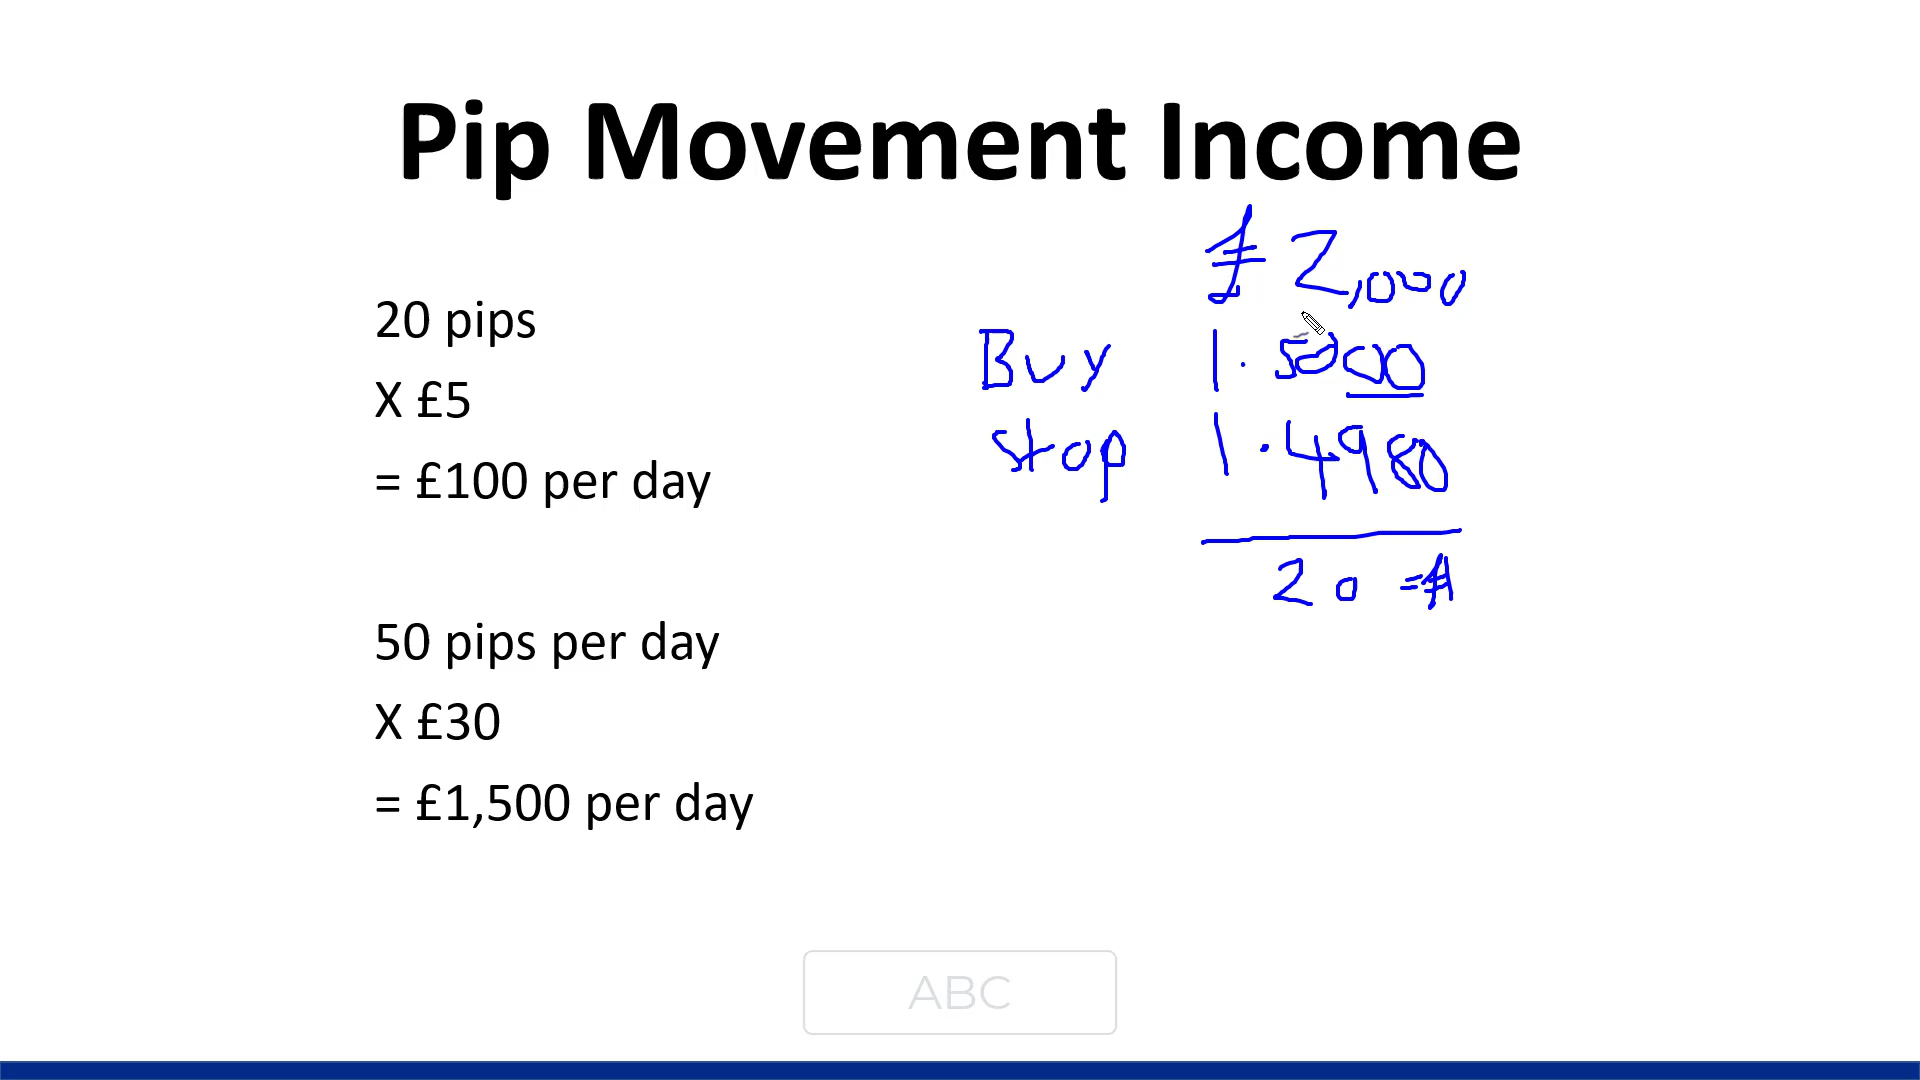 Pip Movement Income
£2,000
20 pips
Buy 1.5000
X £5
stop 1.4980
= £100 per day
20 =
50 pips per day
X £30
= £1,500 per day
ABC